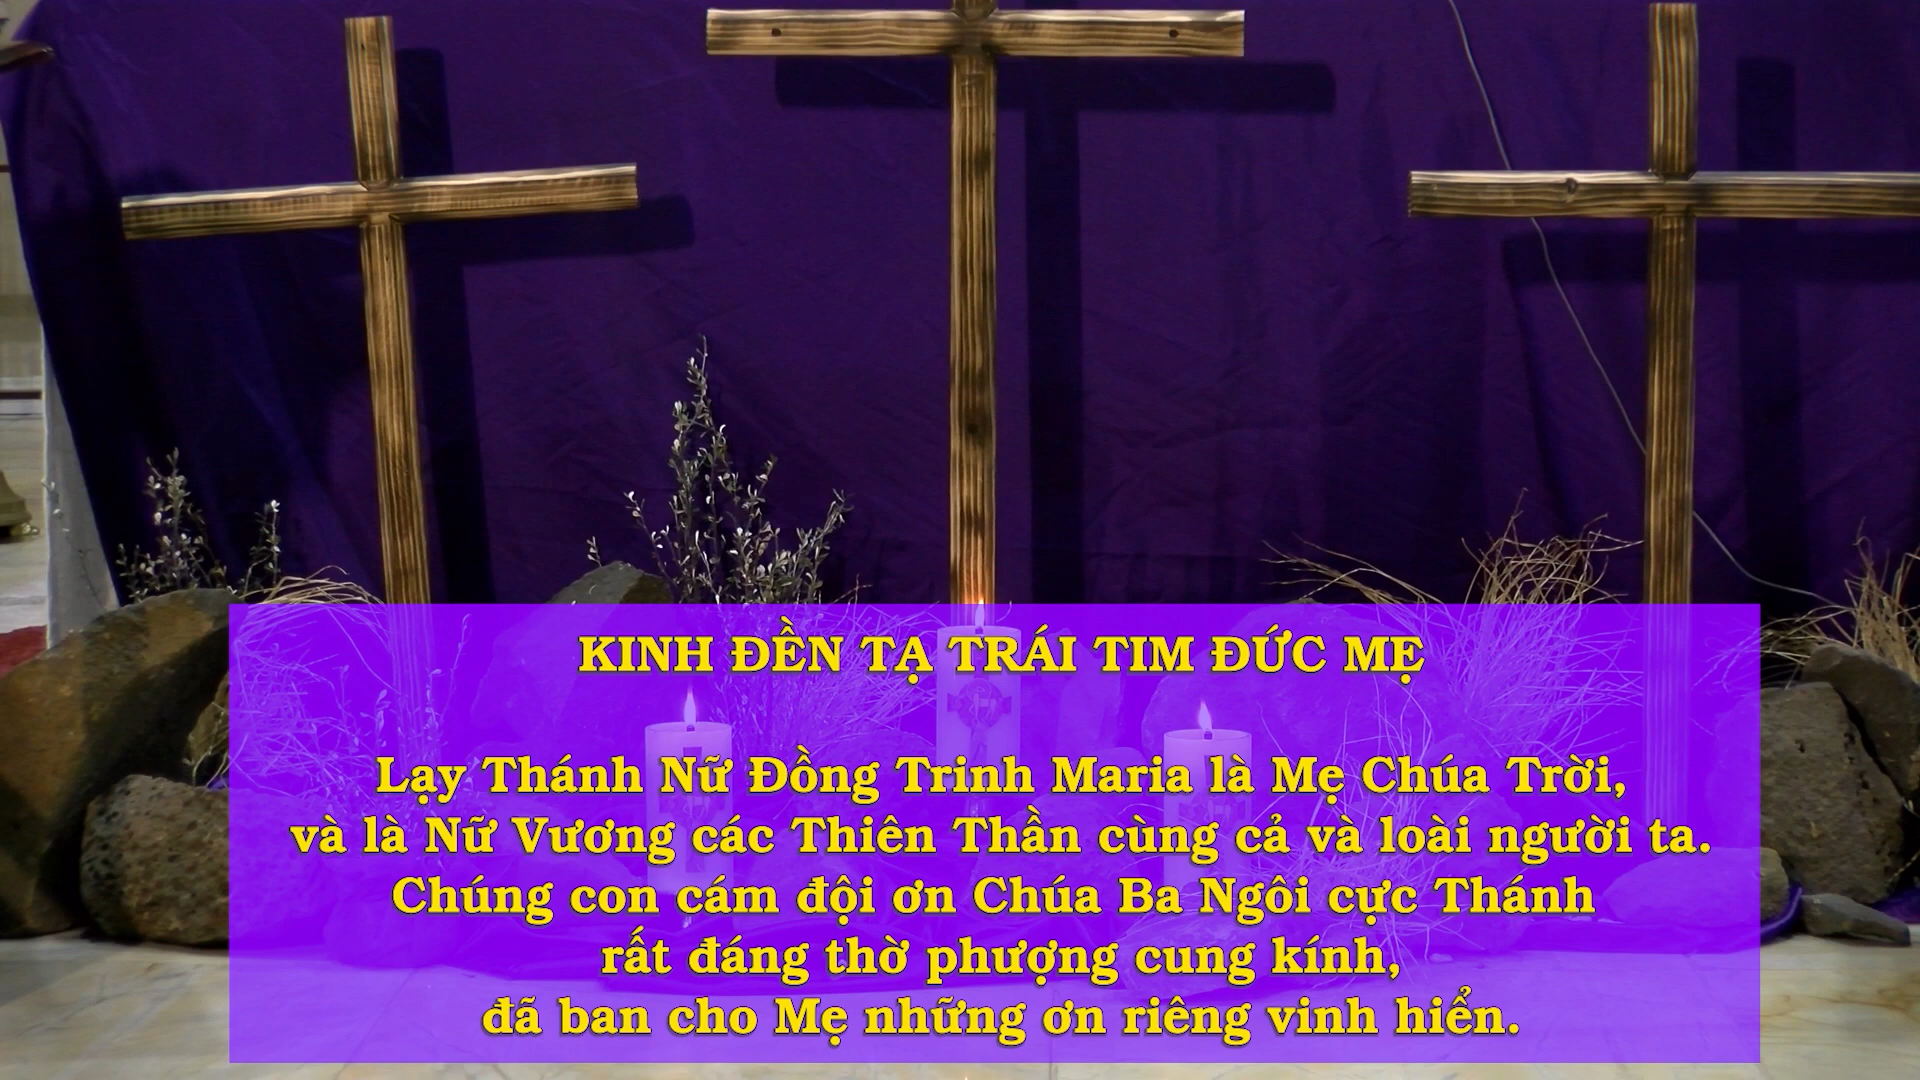 KINH ĐỀN TẠ TRÁI TIM ĐỨC MẸ
Lạy Thánh Nữ Đồng Trinh Maria là Mẹ Chúa Trời,
và là Nữ Vương các Thiên Thần cùng cả và loài người ta.
Chúng con cám đội ơn Chúa Ba Ngôi cực Thánh
rất đáng thờ phượng cung kính,
đã ban cho Mẹ những ơn riêng vinh hiển.